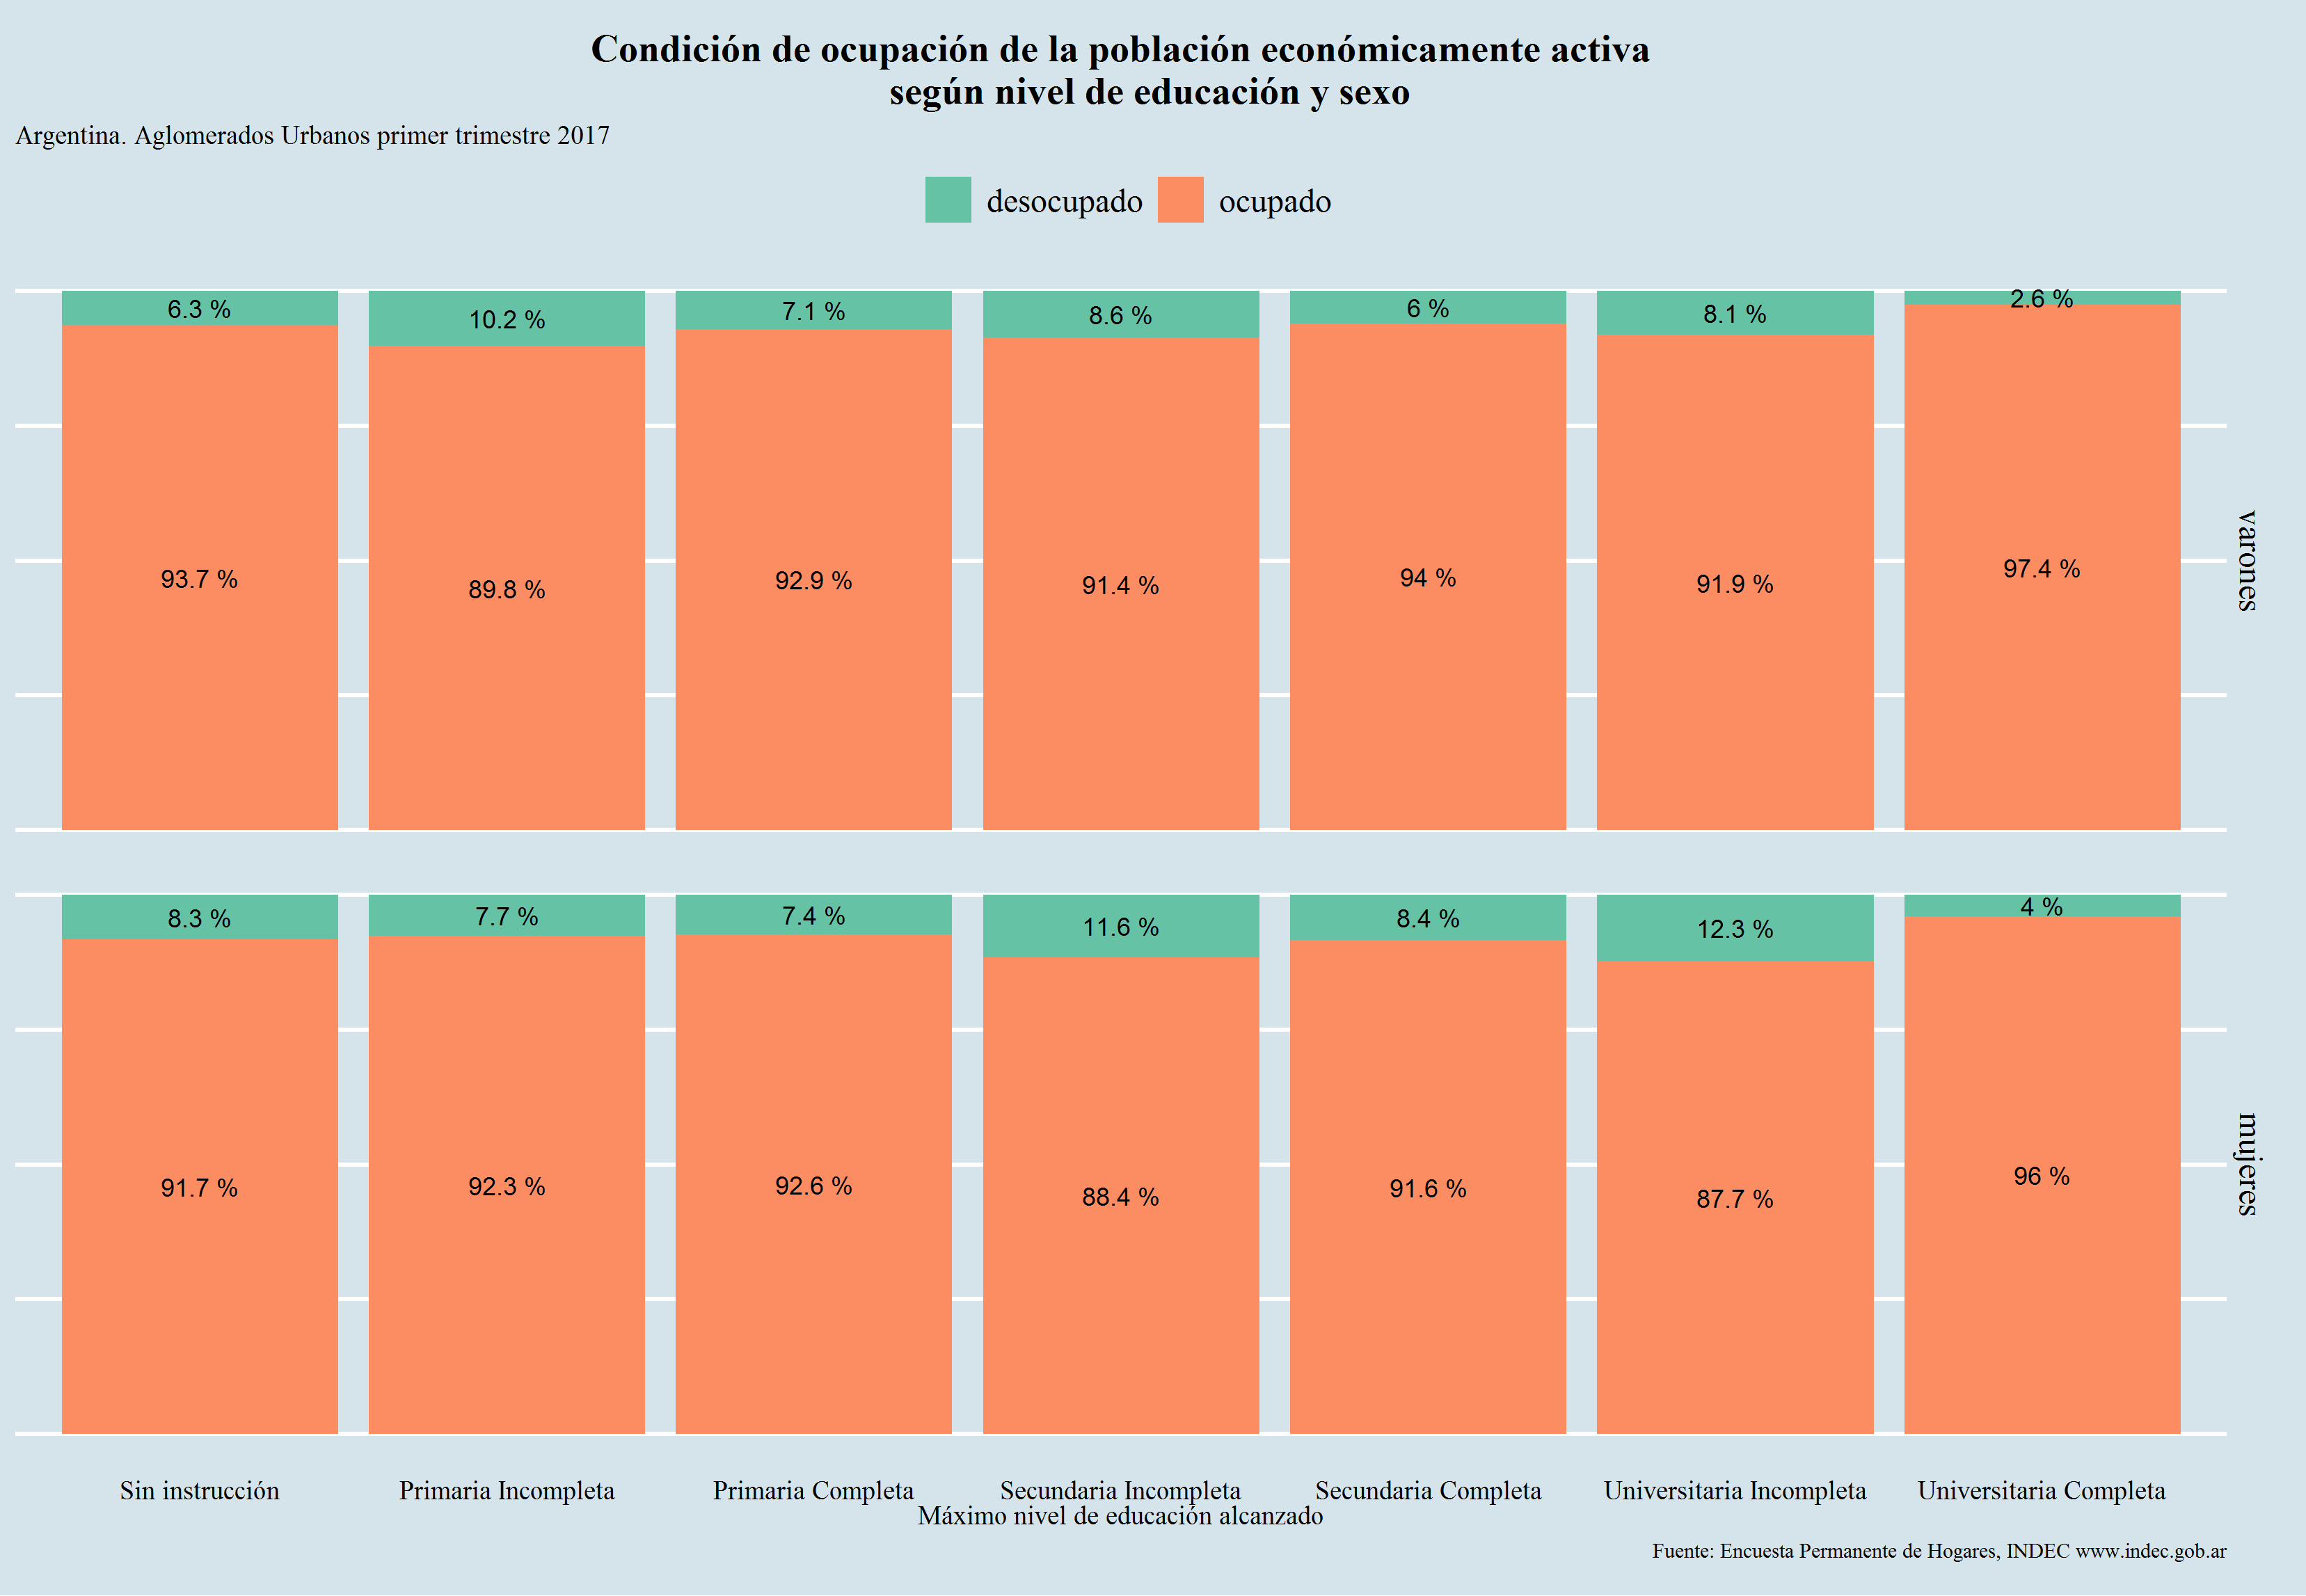 Condición de ocupación de la población económicamente activa
según nivel de educación y sexo
Argentina. Aglomerados Urbanos primer trimestre 2017
desocupado ocupado
6.3 % 10.2 % 7.1 % 8.6 % 6 % 8.1 % 2.6 %
93.7 % 89.8 % 92.9 % 91.4 % 94 % 91.9 % 97.4 %
varones
8.3 % 7.7 % 7.4 % 11.6 % 8.4 % 12.3 % 4 %
91.7 % 92.3 % 92.6 % 88.4 % 91.6 % 87.7 % 96 %
mujeres
Sin instrucción Primaria Incompleta Primaria Completa Secundaria Incompleta Secundaria Completa Universitaria Incompleta Universitaria Completa
Máximo nivel de educación alcanzado
Fuente: Encuesta Permanente de Hogares, INDEC www.indec.gob.ar